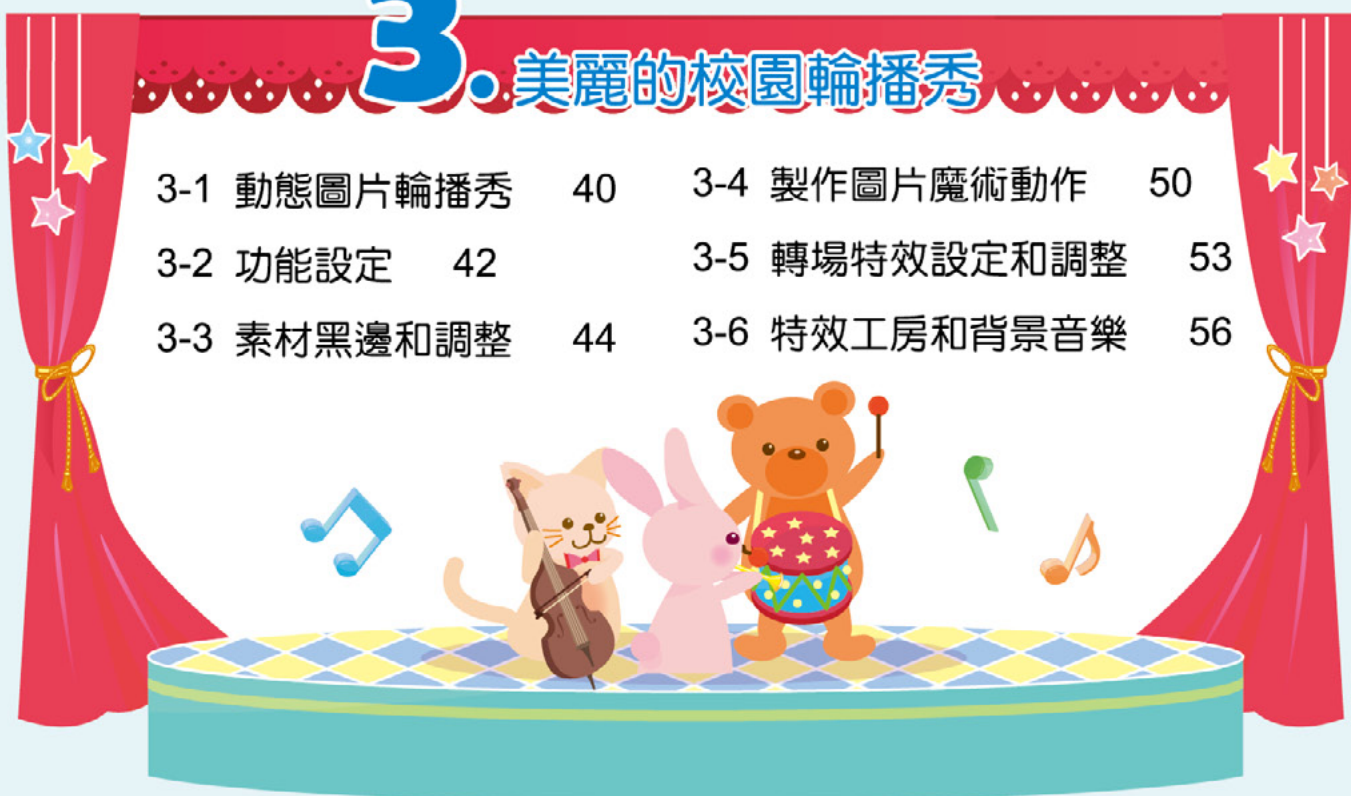 3.美麗的校園輪播秀
3-1 動態圖片輪播秀 40
3-2 功能設定 42
3-3 素材黑邊和調整 44
3-4 製作圖片魔術動作 50
3-5 轉場特效設定和調整 53
3-6 特效工房和背景音樂 56